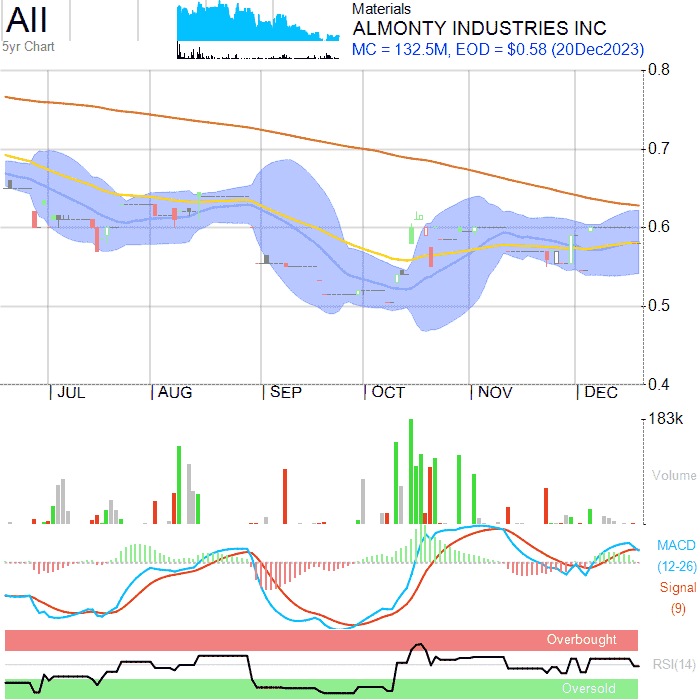 AII
5yr Chart
Materials
ALMONTY INDUSTRIES INC
MC = 132.5M, EOD = $0.58 (20Dec2023)
0.8
0.7
0.6
0.5
0.4
JUL AUG SEP OCT NOV DEC
183k
Volume
MACD
(12-26)
Signal
(9)
Overbought
RSI(14)
Oversold